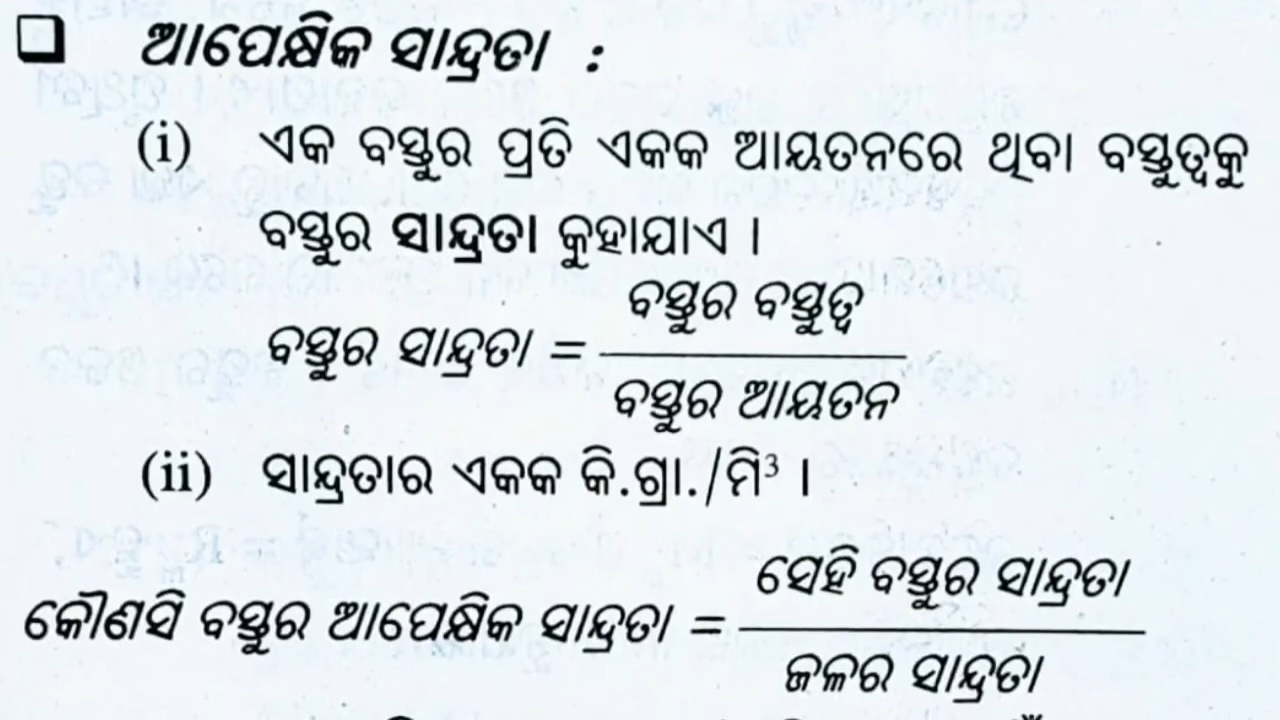 ❑ ଆପେକ୍ଷିକ ସାନ୍ଦ୍ରତା :
(i) ଏକ ବସ୍ତୁର ପ୍ରତି ଏକକ ଆୟତନରେ ଥିବା ବସ୍ତୁତ୍ୱକୁ
ବସ୍ତୁର ସାନ୍ଦ୍ରତା କୁହାଯାଏ ।
ବସ୍ତୁର ବସ୍ତୁତ୍ୱ
ବସ୍ତୁର ସାନ୍ଦ୍ରତା =
ବସ୍ତୁର ଆୟତନ
(ii) ସାନ୍ଦ୍ରତାର ଏକକ କି.ଗ୍ରା./ମି³ ।
ସେହି ବସ୍ତୁର ସାନ୍ଦ୍ରତା
କୌଣସି ବସ୍ତୁର ଆପେକ୍ଷିକ ସାନ୍ଦ୍ରତା =
ଜଳର ସାନ୍ଦ୍ରତା